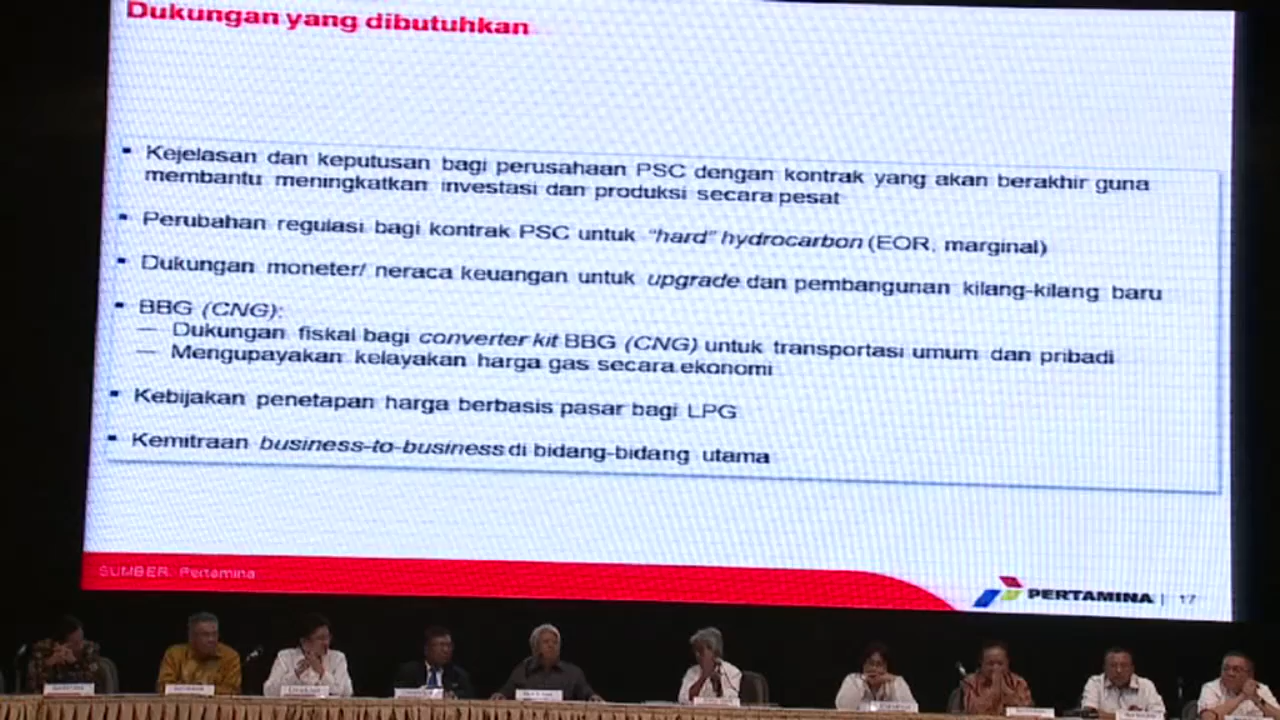 Dukungan yang dibutuhkan
▪ Kejelasan dan keputusan bagi perusahaan PSC dengan kontrak yang akan berakhir guna
membantu meningkatkan investasi dan produksi secara pesat
▪ Perubahan regulasi bagi kontrak PSC untuk "hard" hydrocarbon (EOR, marginal)
▪ Dukungan moneter/ neraca keuangan untuk upgrade dan pembangunan kilang-kilang baru
▪ BBG (CNG):
— Dukungan fiskal bagi converter kit BBG (CNG) untuk transportasi umum dan pribadi
— Mengupayakan kelayakan harga gas secara ekonomi
▪ Kebijakan penetapan harga berbasis pasar bagi LPG
▪ Kemitraan business-to-business di bidang-bidang utama
SUMBER: Pertamina
PERTAMINA | 17